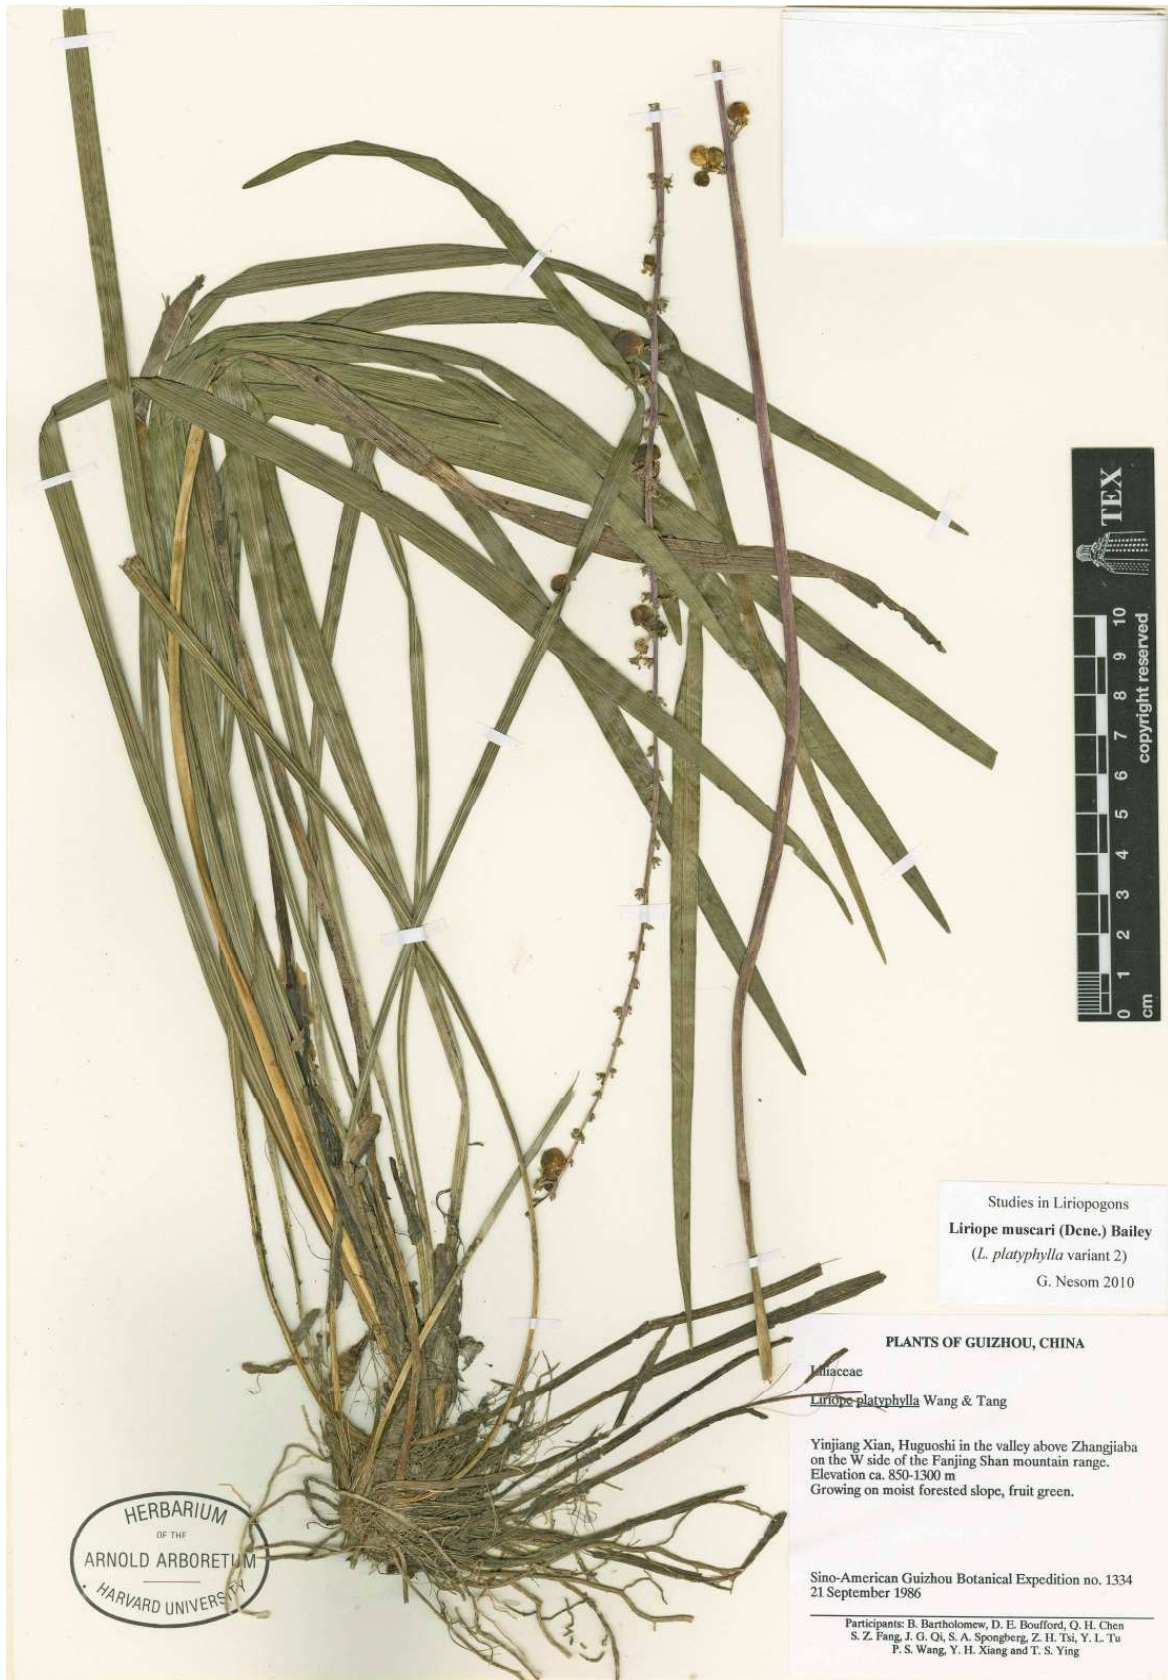 TEX
copyright reserved
10
9
8
7
6
5
4
3
2
1
0
cm
Studies in Liriopogons
Liriope muscari (Dcne.) Bailey
(L. platyphylla variant 2)
G. Nesom 2010
PLANTS OF GUIZHOU, CHINA
Liliaceae
Liriope platyphylla Wang & Tang
Yinjiang Xian, Huguoshi in the valley above Zhangjiaba
on the W side of the Fanjing Shan mountain range.
Elevation ca. 850-1300 m
Growing on moist forested slope, fruit green.
Sino-American Guizhou Botanical Expedition no. 1334
21 September 1986
Participants: B. Bartholomew, D. E. Boufford, Q. H. Chen
S. Z. Fang, J. G. Qi, S. A. Spongberg, Z. H. Tsi, Y. L. Tu
P. S. Wang, Y. H. Xiang and T. S. Ying
HERBARIUM
OF THE
ARNOLD ARBORETUM
HARVARD UNIVERSITY